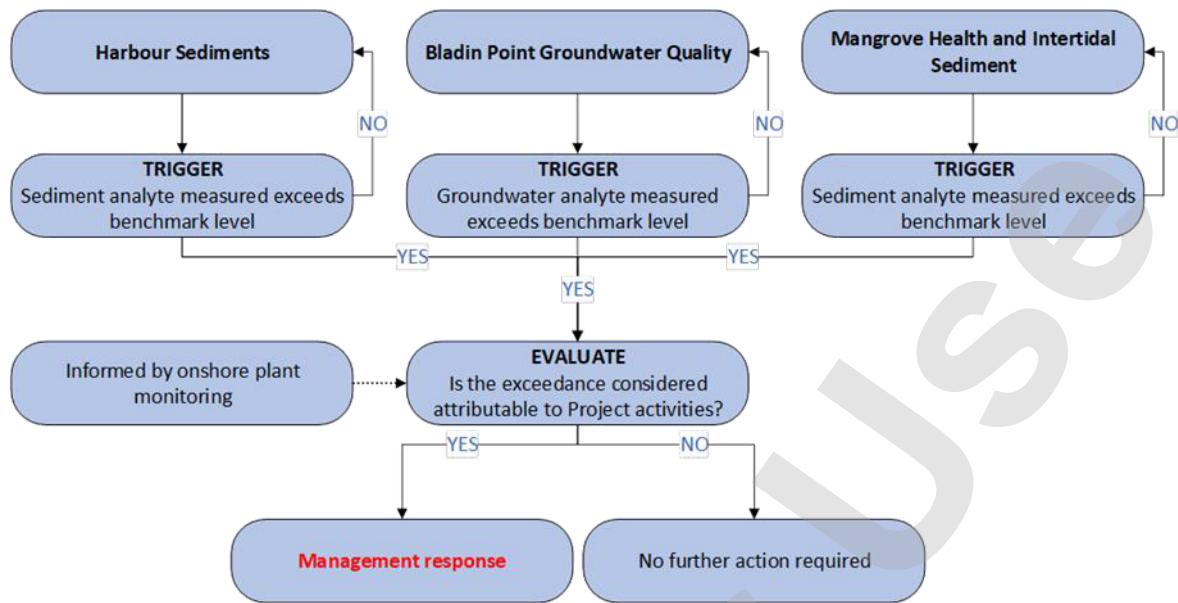 Harbour Sediments
Bladin Point Groundwater Quality
Mangrove Health and Intertidal
Sediment
NO
NO
NO
TRIGGER
Sediment analyte measured exceeds
benchmark level
TRIGGER
Groundwater analyte measured
exceeds benchmark level
TRIGGER
Sediment analyte measured exceeds
benchmark level
YES
YES
YES
Informed by onshore plant
monitoring
EVALUATE
Is the exceedance considered
attributable to Project activities?
YES
NO
Management response
No further action required
Use